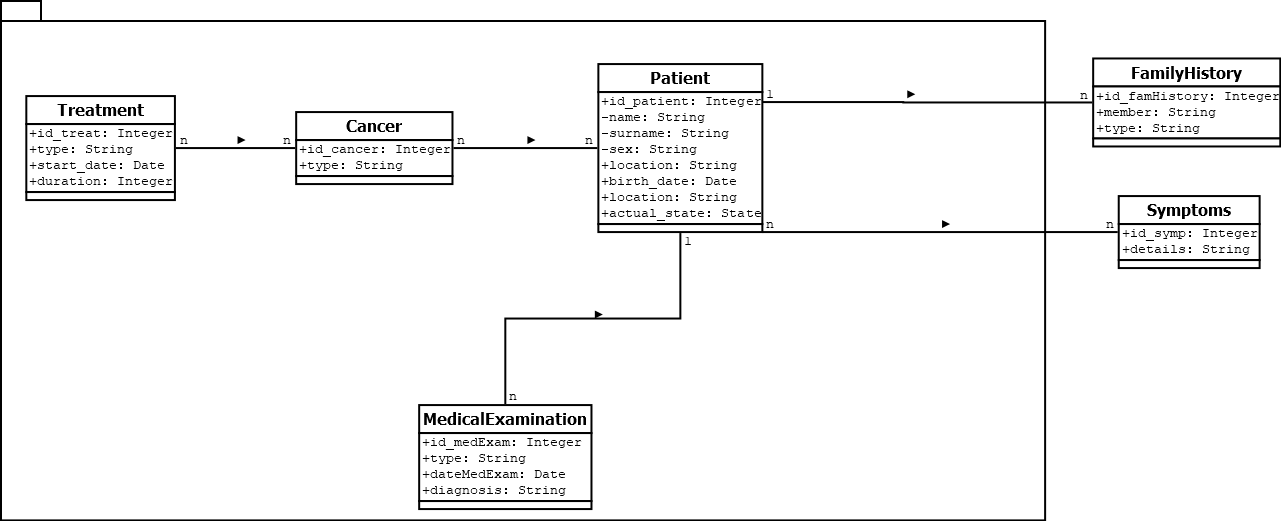 Treatment
+id_treat: Integer
+type: String
+start_date: Date
+duration: Integer
n
n
Cancer
+id_cancer: Integer
+type: String
n
n
Patient
+id_patient: Integer
-name: String
-surname: String
-sex: String
+location: String
+birth_date: Date
+location: String
+actual_state: State
1
n
FamilyHistory
+id_famHistory: Integer
+member: String
+type: String
n
n
Symptoms
+id_symp: Integer
+details: String
1
n
MedicalExamination
+id_medExam: Integer
+type: String
+dateMedExam: Date
+diagnosis: String